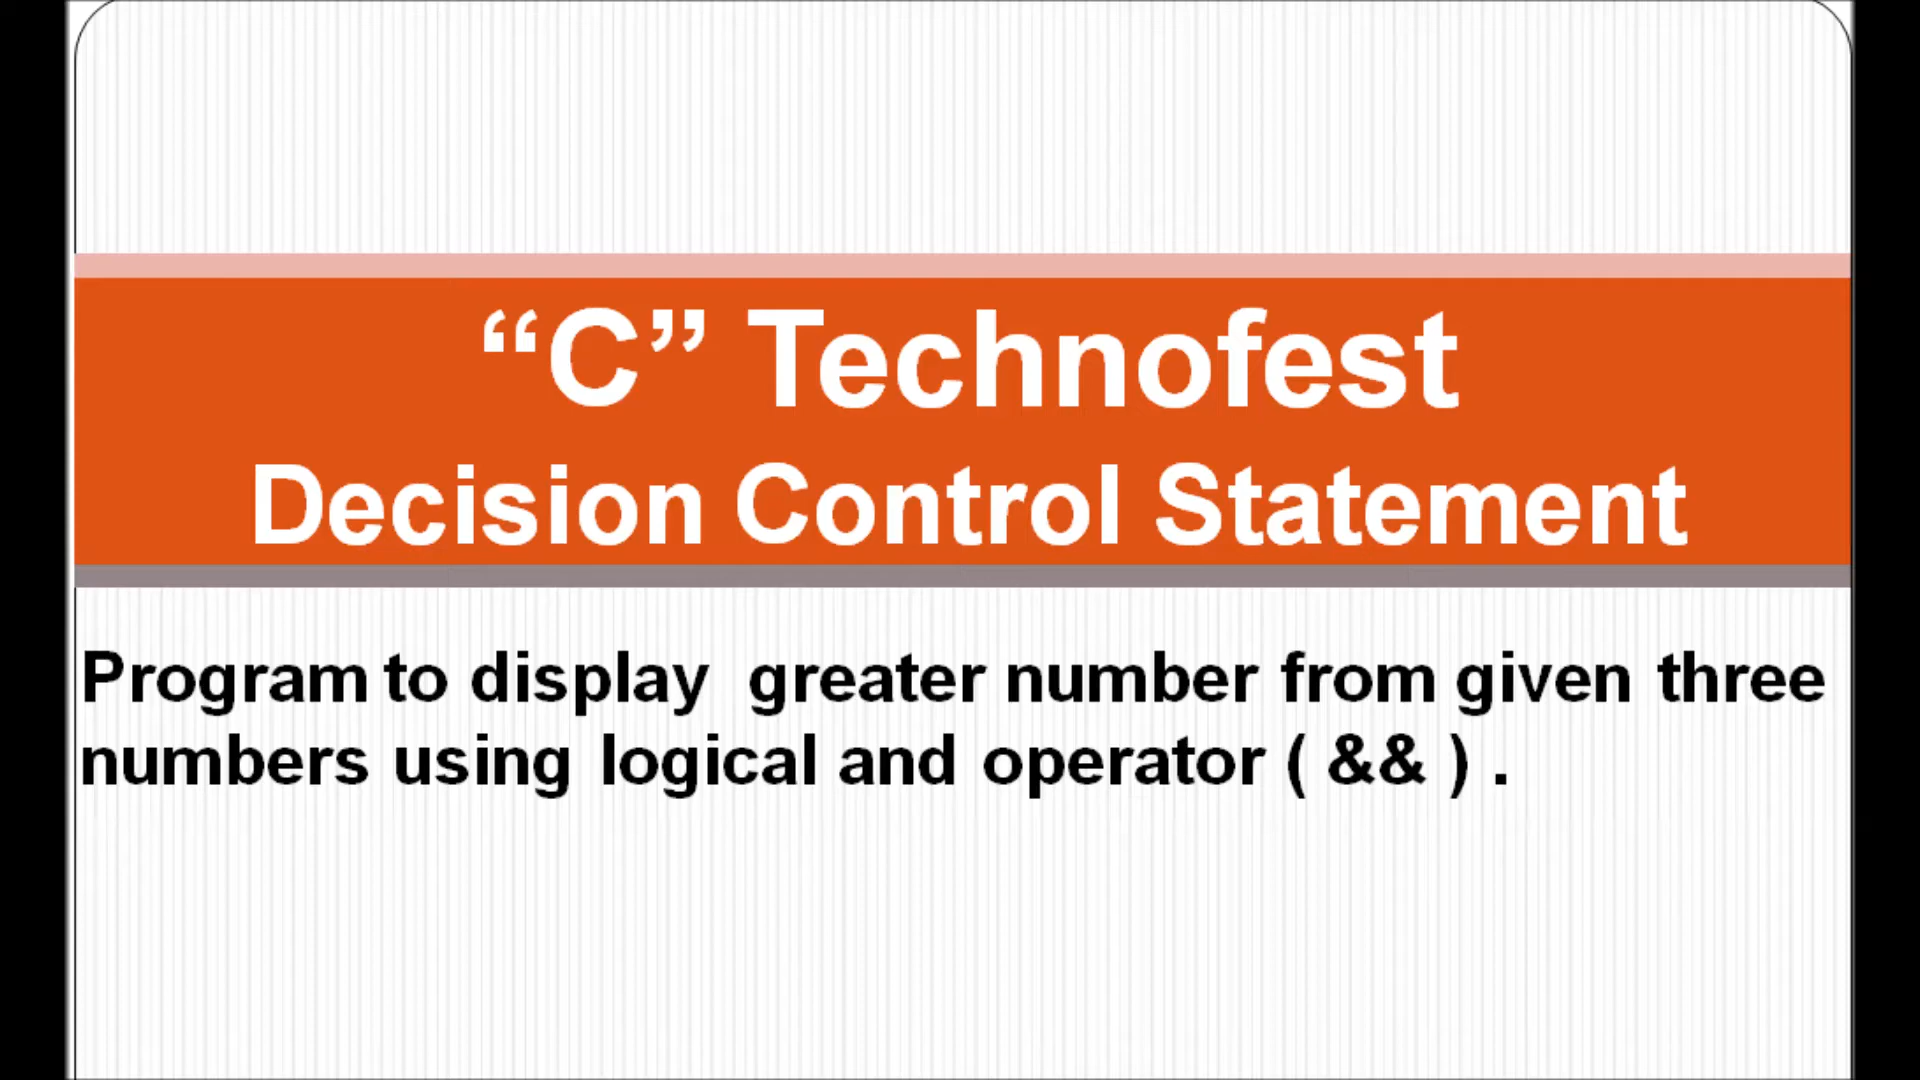 “C” Technofest
Decision Control Statement
Program to display greater number from given three
numbers using logical and operator ( && ) .